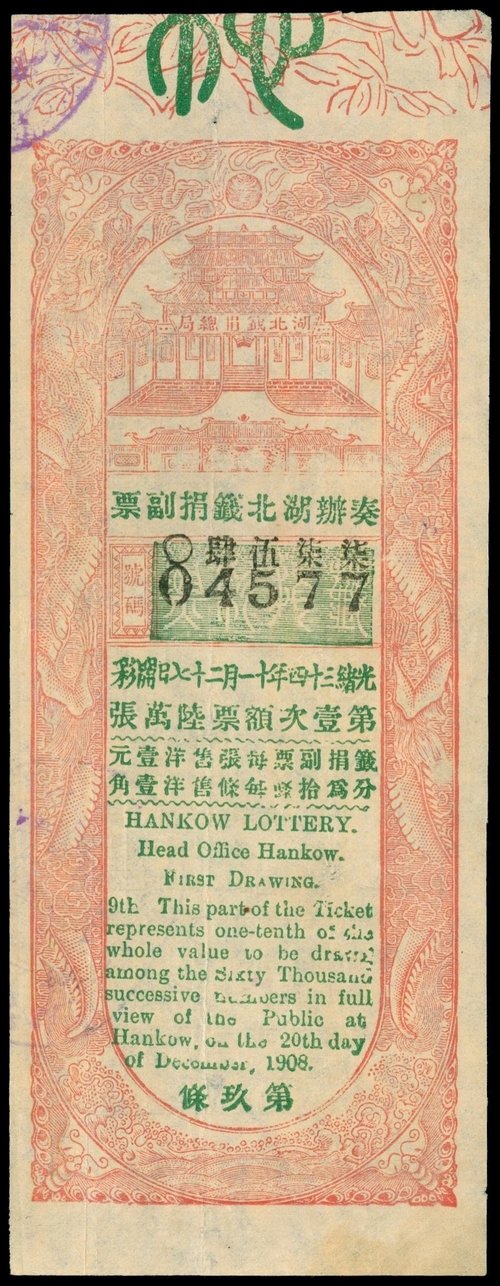 湖北籤捐總局
奏辦湖北籤捐副票
號碼
〇肆伍柒柒
04577
光緒三十四年十一月二十七日開彩
第壹次額票陸萬張
籤捐副票每張售洋壹元
分爲拾條每條售洋壹角
HANKOW LOTTERY.
Head Office Hankow.
FIRST DRAWING.
9th This part of the Ticket
represents one-tenth of the
whole value to be drawn
among the Sixty Thousand
successive numbers in full
view of the Public at
Hankow, on the 20th day
of December, 1908.
第玖條